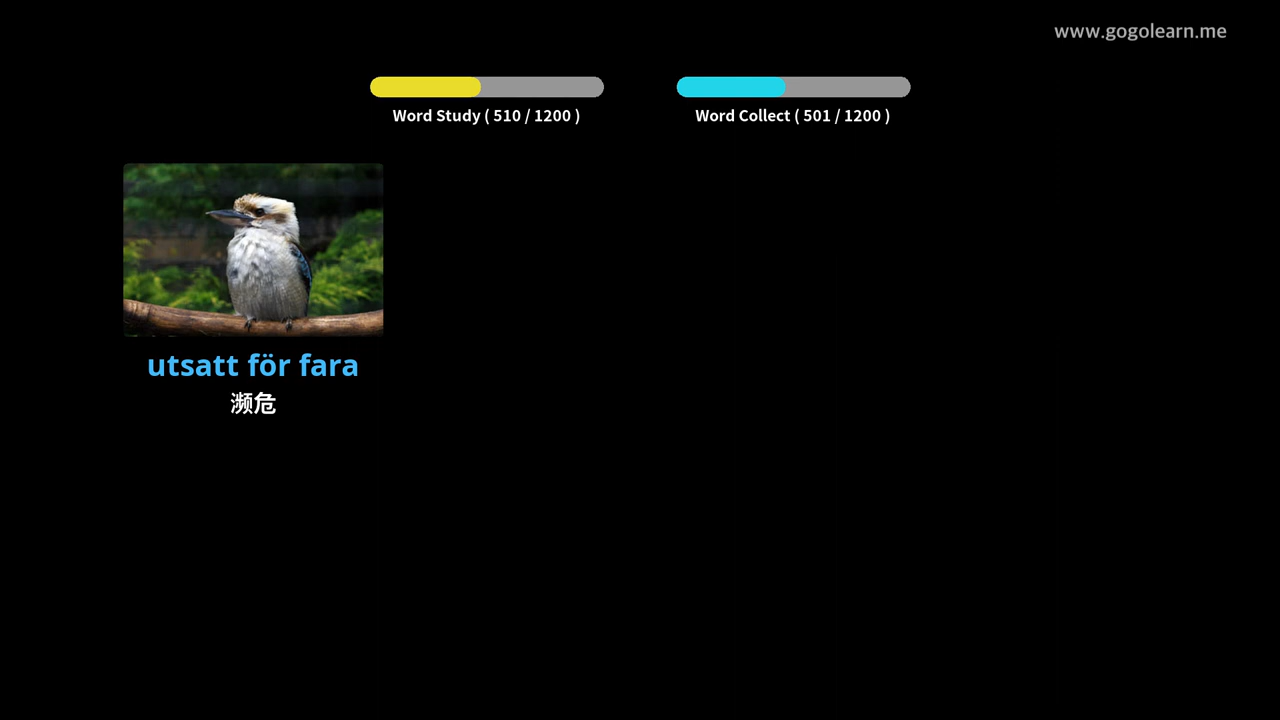 www.gogolearn.me
Word Study ( 510 / 1200 )
Word Collect ( 501 / 1200 )
utsatt för fara
濒危